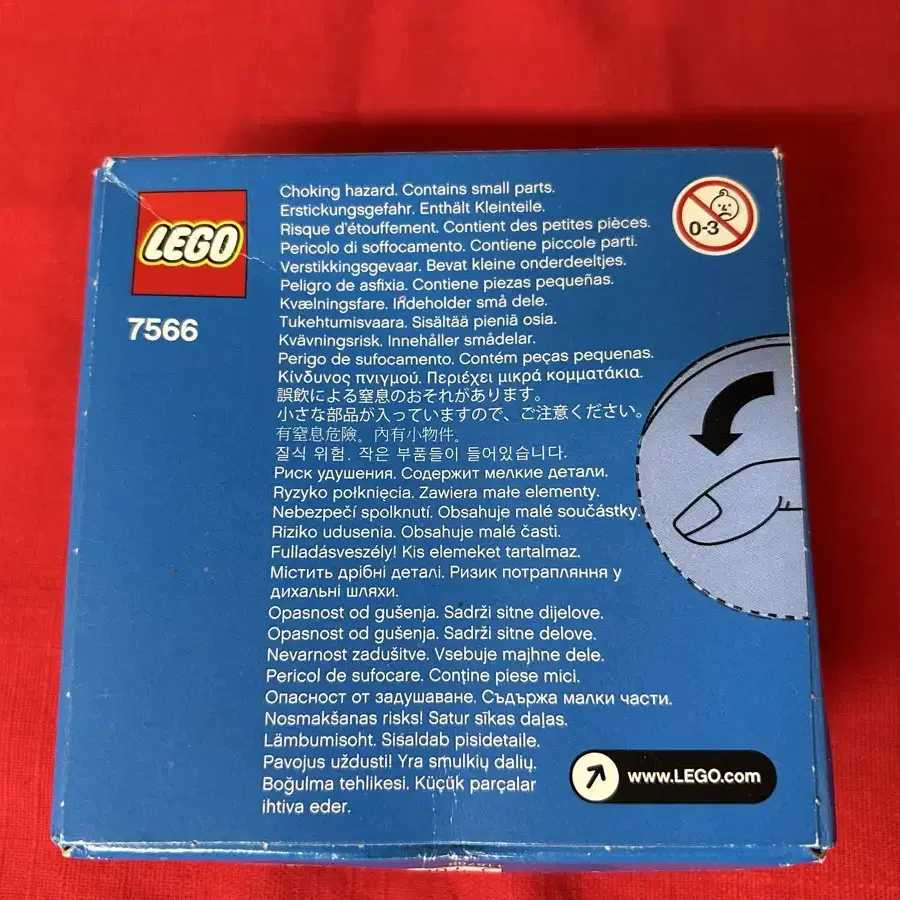 LEGO
7566
Choking hazard. Contains small parts.
Erstickungsgefahr. Enthält Kleinteile.
Risque d'étouffement. Contient des petites pièces.
Pericolo di soffocamento. Contiene piccole parti.
Verstikkingsgevaar. Bevat kleine onderdeeltjes.
Peligro de asfixia. Contiene piezas pequeñas.
Kvælningsfare. Indeholder små dele.
Tukehtumisvaara. Sisältää pieniä osia.
Kvävningsrisk. Innehåller smådelar.
Perigo de sufocamento. Contém peças pequenas.
Κίνδυνος πνιγμού. Περιέχει μικρά κομματάκια.
誤飲による窒息のおそれがあります。
小さな部品が入っていますので、ご注意ください。
有窒息危險。內有小物件。
질식 위험. 작은 부품들이 들어있습니다.
Риск удушения. Содержит мелкие детали.
Ryzyko połknięcia. Zawiera małe elementy.
Nebezpečí spolknutí. Obsahuje malé součástky.
Riziko udusenia. Obsahuje malé časti.
Fulladásveszély! Kis elemeket tartalmaz.
Містить дрібні деталі. Ризик потрапляння у
дихальні шляхи.
Opasnost od gušenja. Sadrži sitne dijelove.
Opasnost od gušenja. Sadrži sitne delove.
Nevarnost zadušitve. Vsebuje majhne dele.
Pericol de sufocare. Conţine piese mici.
Опасност от задушаване. Съдържа малки части.
Nosmakšanas risks! Satur sīkas daļas.
Lämbumisoht. Sisaldab pisidetaile.
Pavojus uždusti! Yra smulkių dalių.
Boğulma tehlikesi. Küçük parçalar
ihtiva eder.
0-3
www.LEGO.com